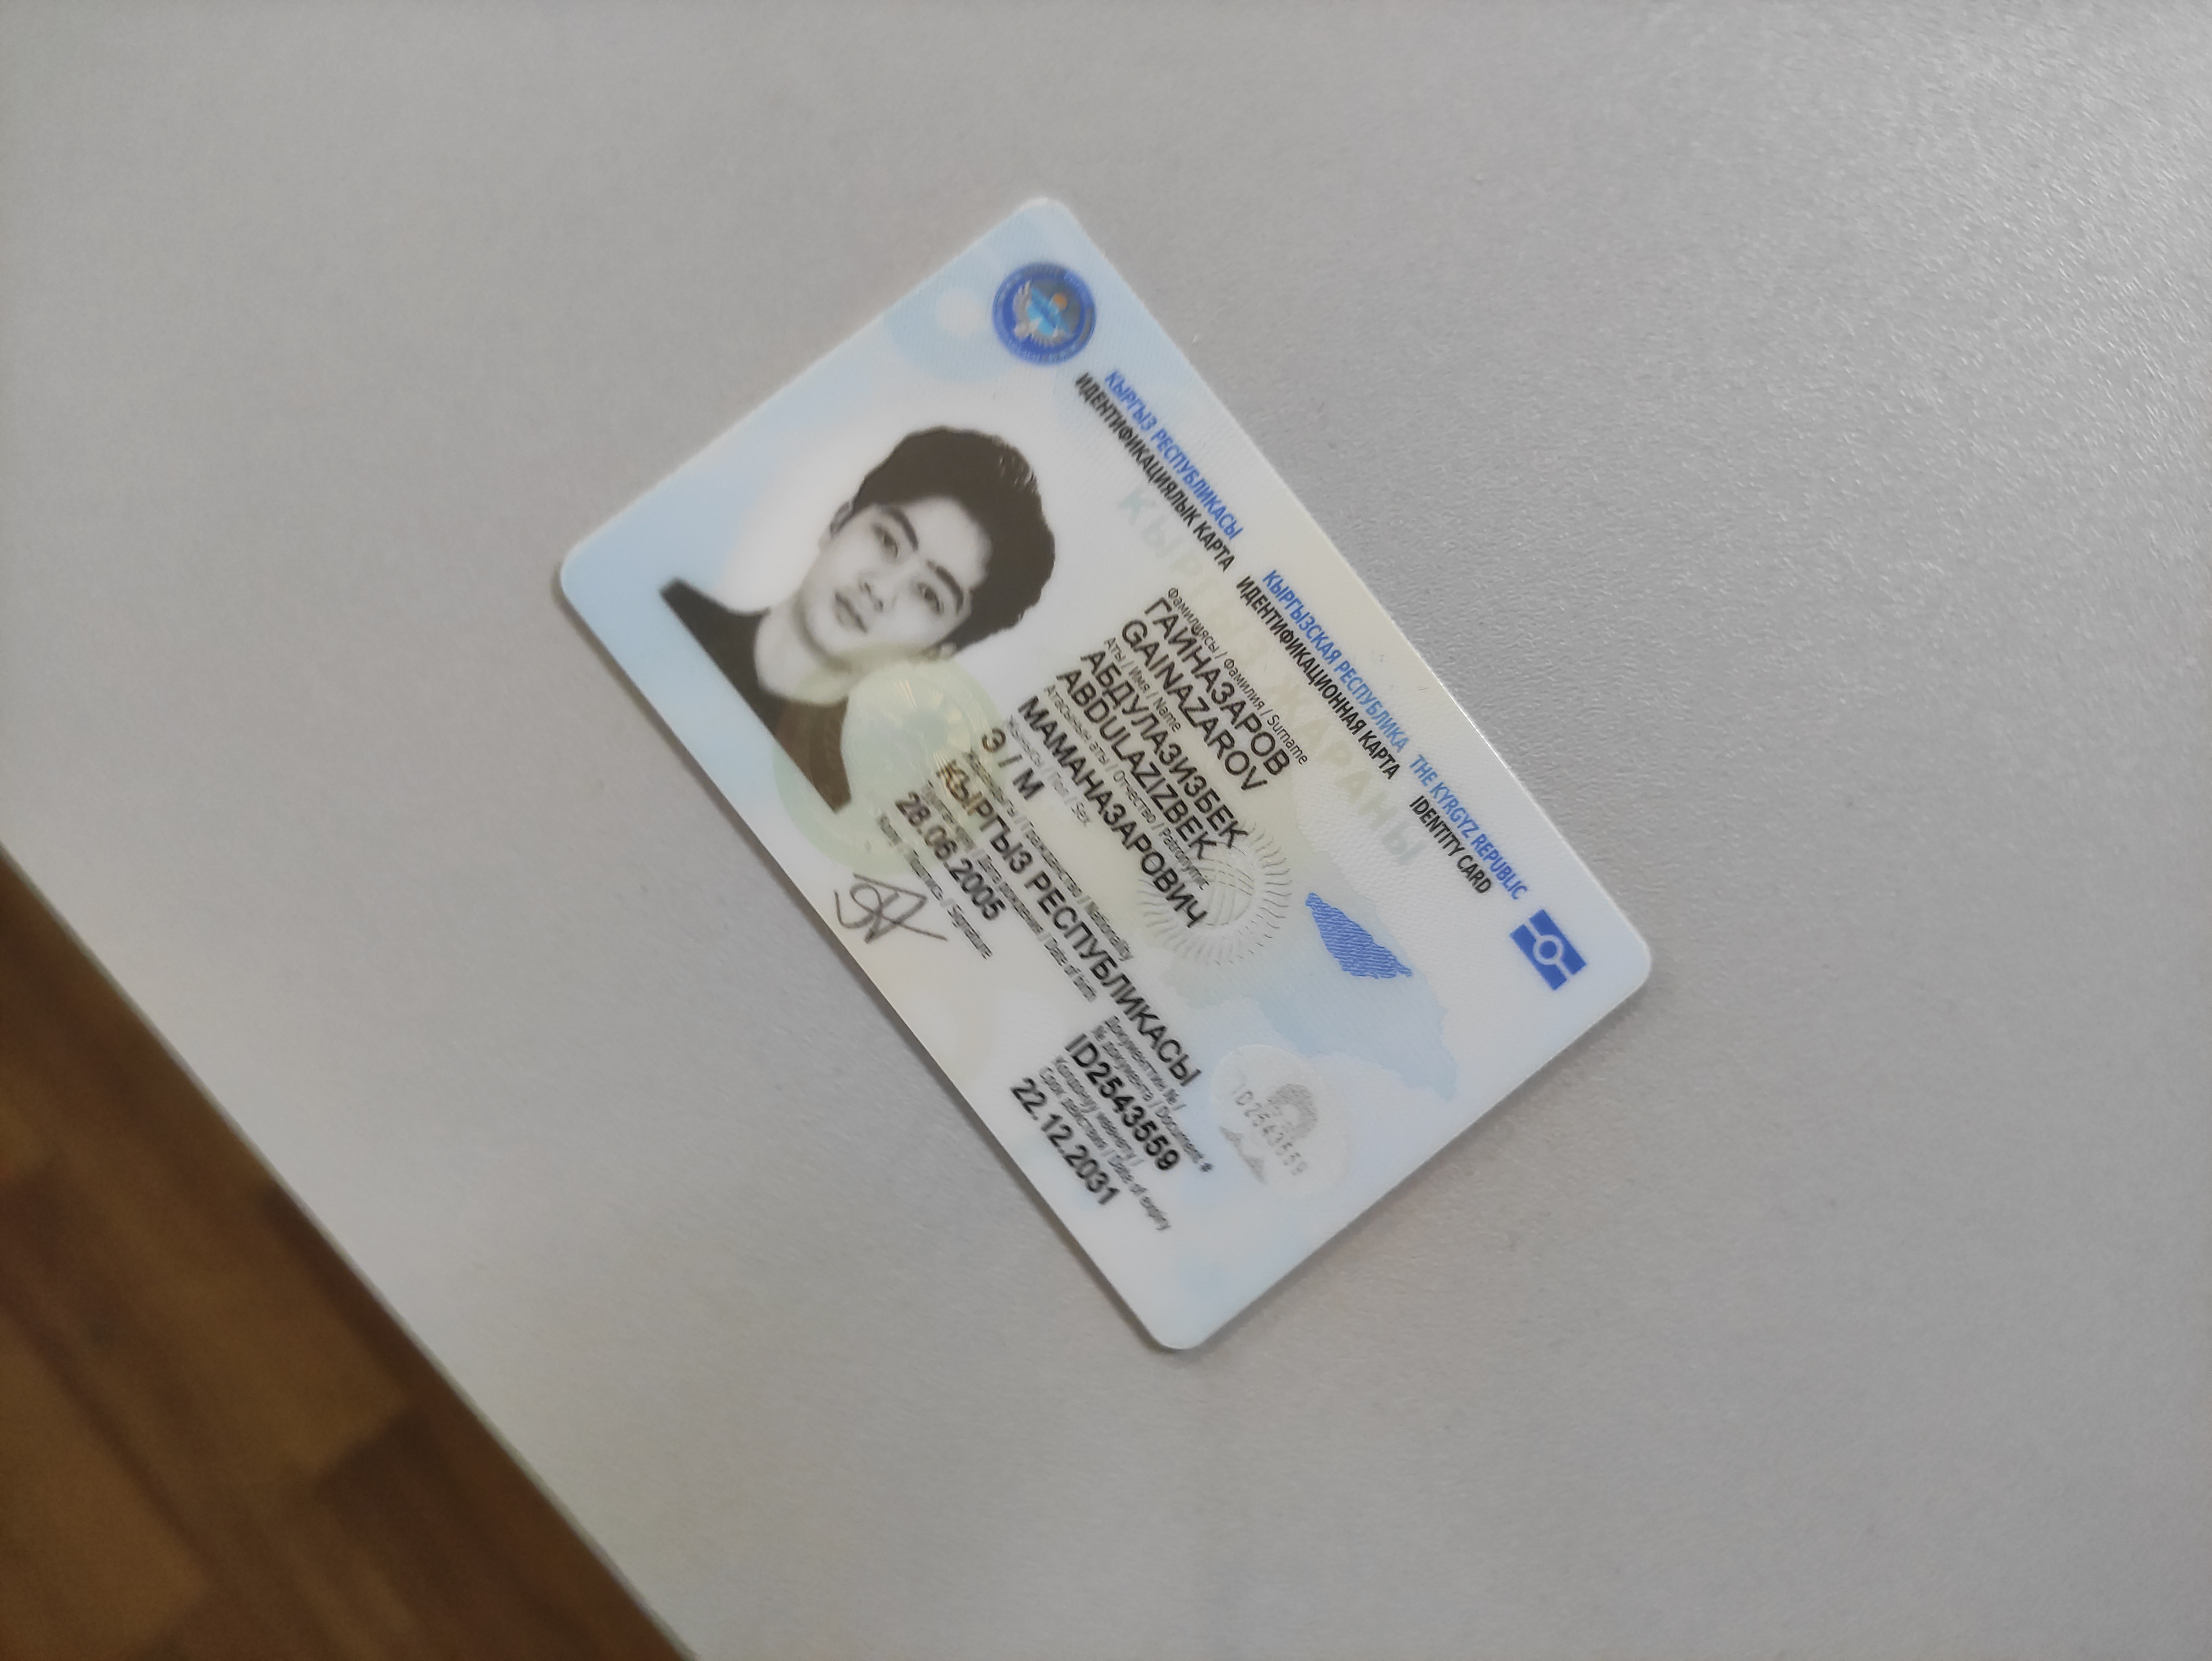 КЫРГЫЗ РЕСПУБЛИКАСЫ КЫРГЫЗСКАЯ РЕСПУБЛИКА THE KYRGYZ REPUBLIC
ИДЕНТИФИКАЦИЯЛЫК КАРТА ИДЕНТИФИКАЦИОННАЯ КАРТА IDENTITY CARD
КЫРГЫЗ ЖАРАНЫ
Фамилиясы / Фамилия / Surname
ГАЙНАЗАРОВ
GAINAZAROV
Аты / Имя / Name
АБДУЛАЗИЗБЕК
ABDULAZIZBEK
Атасынын аты / Отчество / Patronymic
МАМАНАЗАРОВИЧ
Жынысы / Пол / Sex
Э / М
Жарандыгы / Гражданство / Nationality
КЫРГЫЗ РЕСПУБЛИКАСЫ
Туулган күнү / Дата рождения / Date of birth
28.06.2005
Документтин № /
№ документа / Document #
ID2543559
Колдонуу мөөнөтү /
Срок действия / Date of expiry
22.12.2031
Колу / Подпись / Signature
ID2543559